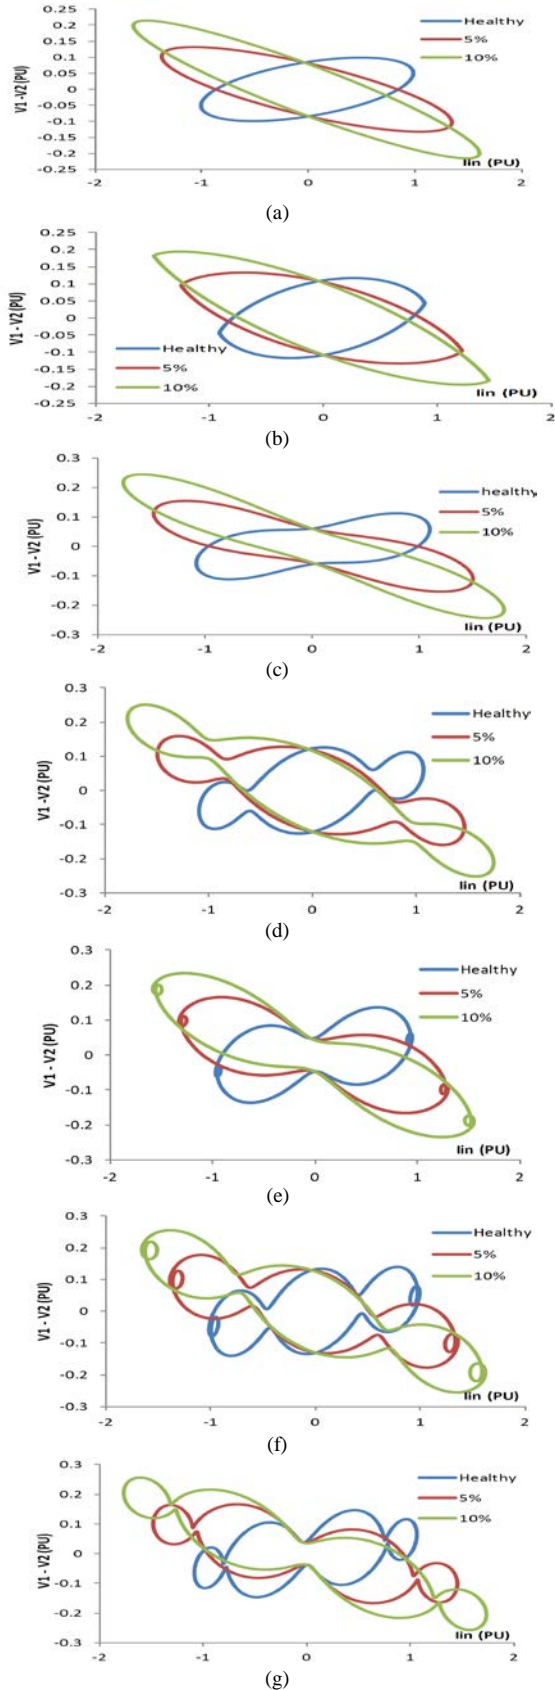 0.25
0.2
0.15
0.1
0.05
0
-0.05
-0.1
-0.15
-0.2
-0.25
V1 -V2 (PU)
Healthy
5%
10%
Iin (PU)
-2 -1 0 1 2
(a)
0.25
0.2
0.15
0.1
0.05
0
-0.05
-0.1
-0.15
-0.2
-0.25
V1 - V2 (PU)
Healthy
5%
10%
Iin (PU)
-2 -1 0 1 2
(b)
0.3
0.2
0.1
0
-0.1
-0.2
-0.3
V1 - V2 (PU)
healthy
5%
10%
Iin (PU)
-2 -1 0 1 2
(c)
0.3
0.2
0.1
0
-0.1
-0.2
-0.3
V1 -V2 (PU)
Healthy
5%
10%
Iin (PU)
-2 -1 0 1 2
(d)
0.3
0.2
0.1
0
-0.1
-0.2
-0.3
V1 - V2 (PU)
Healthy
5%
10%
Iin (PU)
-2 -1 0 1 2
(e)
0.3
0.2
0.1
0
-0.1
-0.2
-0.3
V1 - V2 (PU)
Healthy
5%
10%
Iin (PU)
-2 -1 0 1 2
(f)
0.3
0.2
0.1
0
-0.1
-0.2
-0.3
V1 - V2 (PU)
Healthy
5%
10%
Iin (PU)
-2 -1 0 1 2
(g)